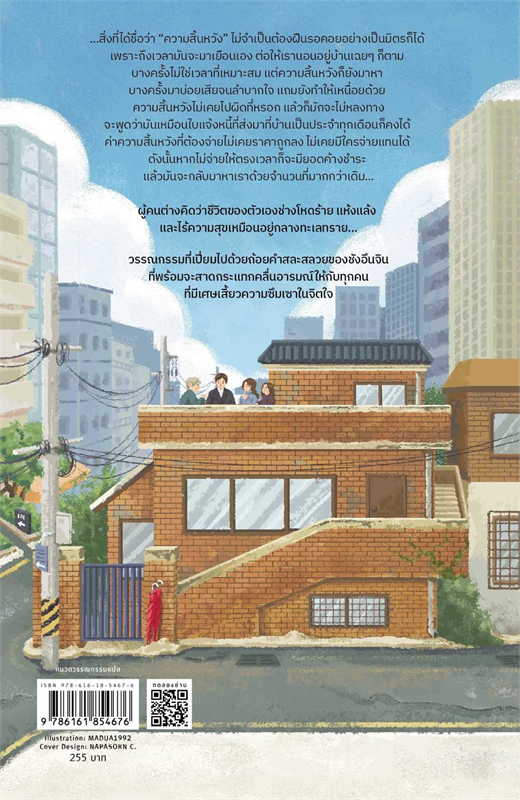 ...สิ่งที่ได้ชื่อว่า “ความสิ้นหวัง” ไม่จำเป็นต้องฝืนรอคอยอย่างเป็นมิตรก็ได้
เพราะถึงเวลามันจะมาเยือนเอง ต่อให้เรานอนอยู่บ้านเฉยๆ ก็ตาม
บางครั้งไม่ใช่เวลาที่เหมาะสม แต่ความสิ้นหวังก็ยังมาหา
บางครั้งมาบ่อยเสียจนลำบากใจ แถมยังทำให้เหนื่อยด้วย
ความสิ้นหวังไม่เคยไปผิดที่หรอก แล้วก็มักจะไม่หลงทาง
จะพูดว่ามันเหมือนใบแจ้งหนี้ที่ส่งมาที่บ้านเป็นประจำทุกเดือนก็คงได้
ค่าความสิ้นหวังที่ต้องจ่ายไม่เคยราคาถูกลง ไม่เคยมีใครจ่ายแทนได้
ดังนั้นหากไม่จ่ายให้ตรงเวลาก็จะมียอดค้างชำระ
แล้วมันจะกลับมาหาเราด้วยจำนวนที่มากกว่าเดิม...
ผู้คนต่างคิดว่าชีวิตของตัวเองช่างโหดร้าย แห้งแล้ง
และไร้ความสุขเหมือนอยู่กลางทะเลทราย...
วรรณกรรมที่เปี่ยมไปด้วยถ้อยคำสละสลวยของชังอึนจิน
ที่พร้อมจะสาดกระแทกคลื่นอารมณ์ให้กับทุกคน
ที่มีเศษเสี้ยวความซึมเซาในจิตใจ
หมวดวรรณกรรมแปล
ISBN 978-616-18-5467-6
ทดลองอ่าน
9 786161 854676
Illustration: MADUA1992
Cover Design: NAPASORN C.
255 บาท